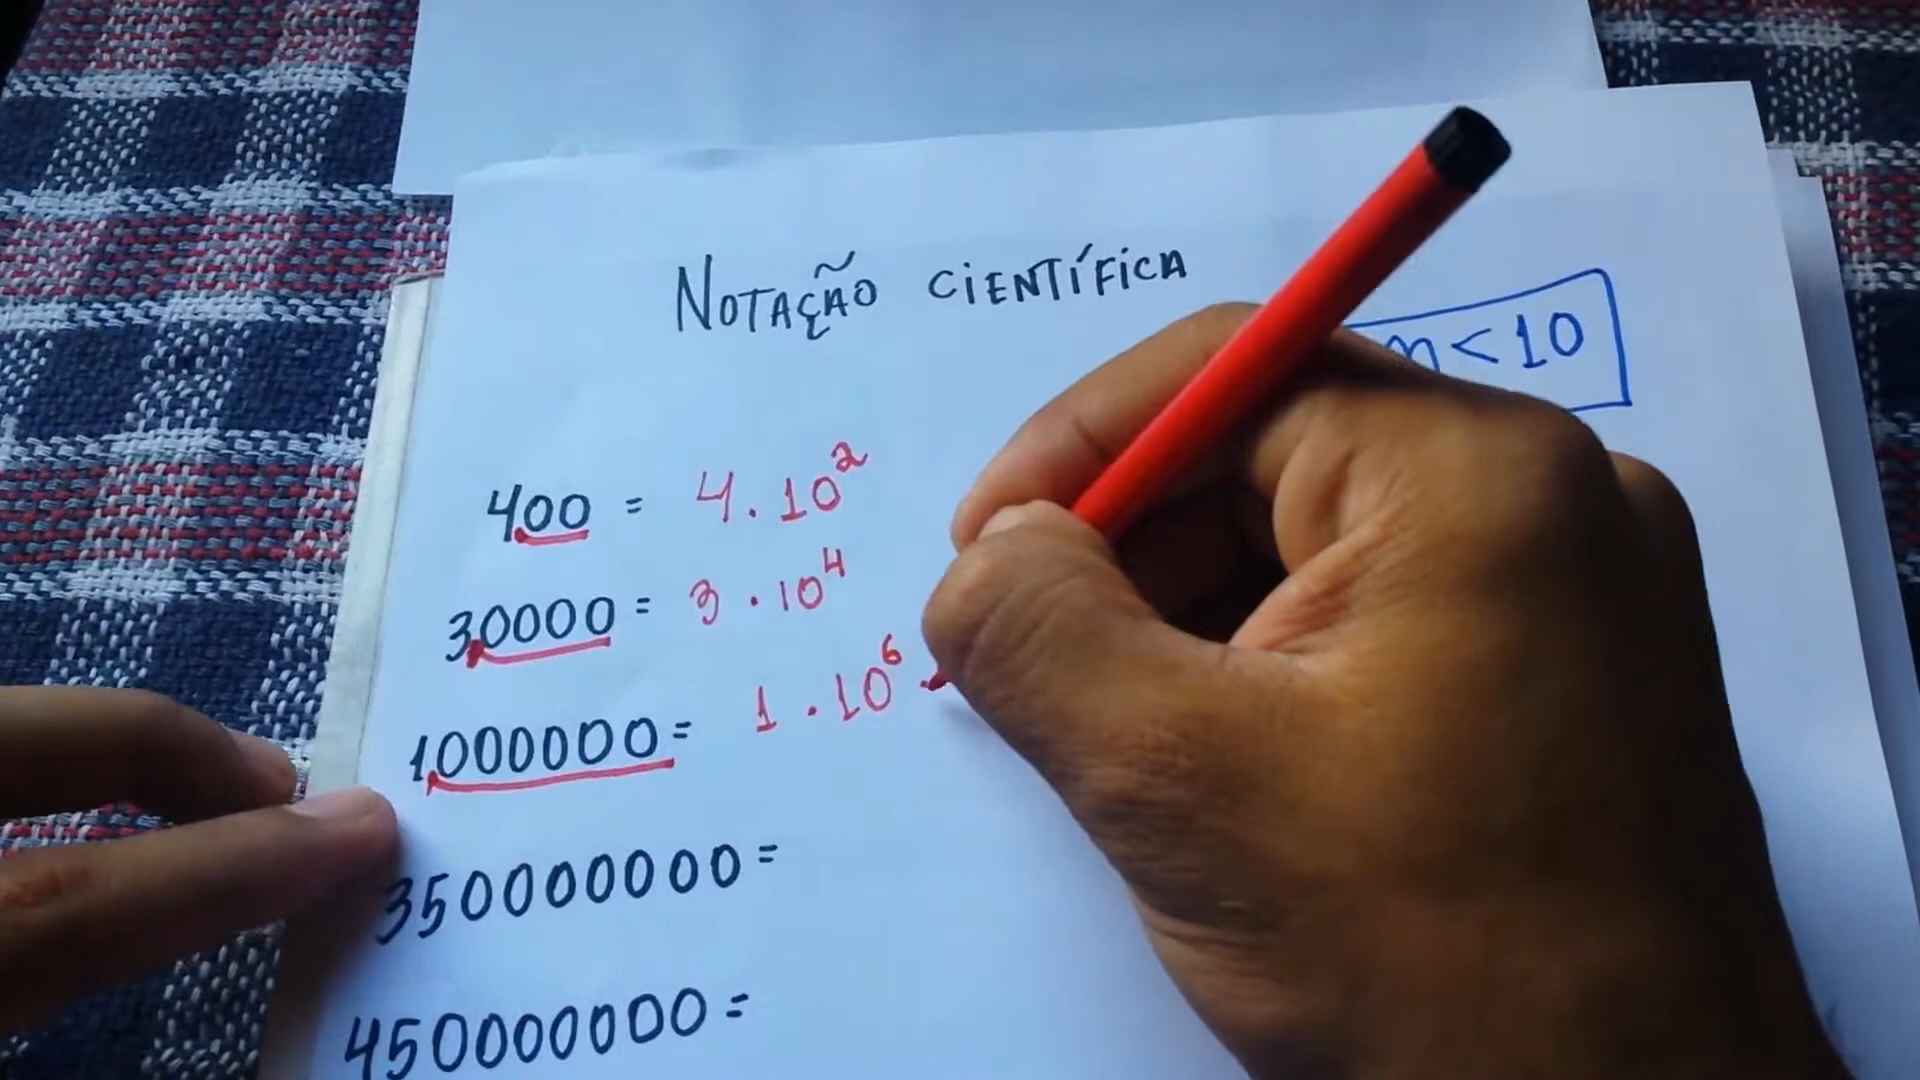 NOTAÇÃO CIENTÍFICA
< 10
400 = 4 . 10²
30000 = 3 . 10⁴
1000000 = 1 . 10⁶
350000000 =
450000000 =